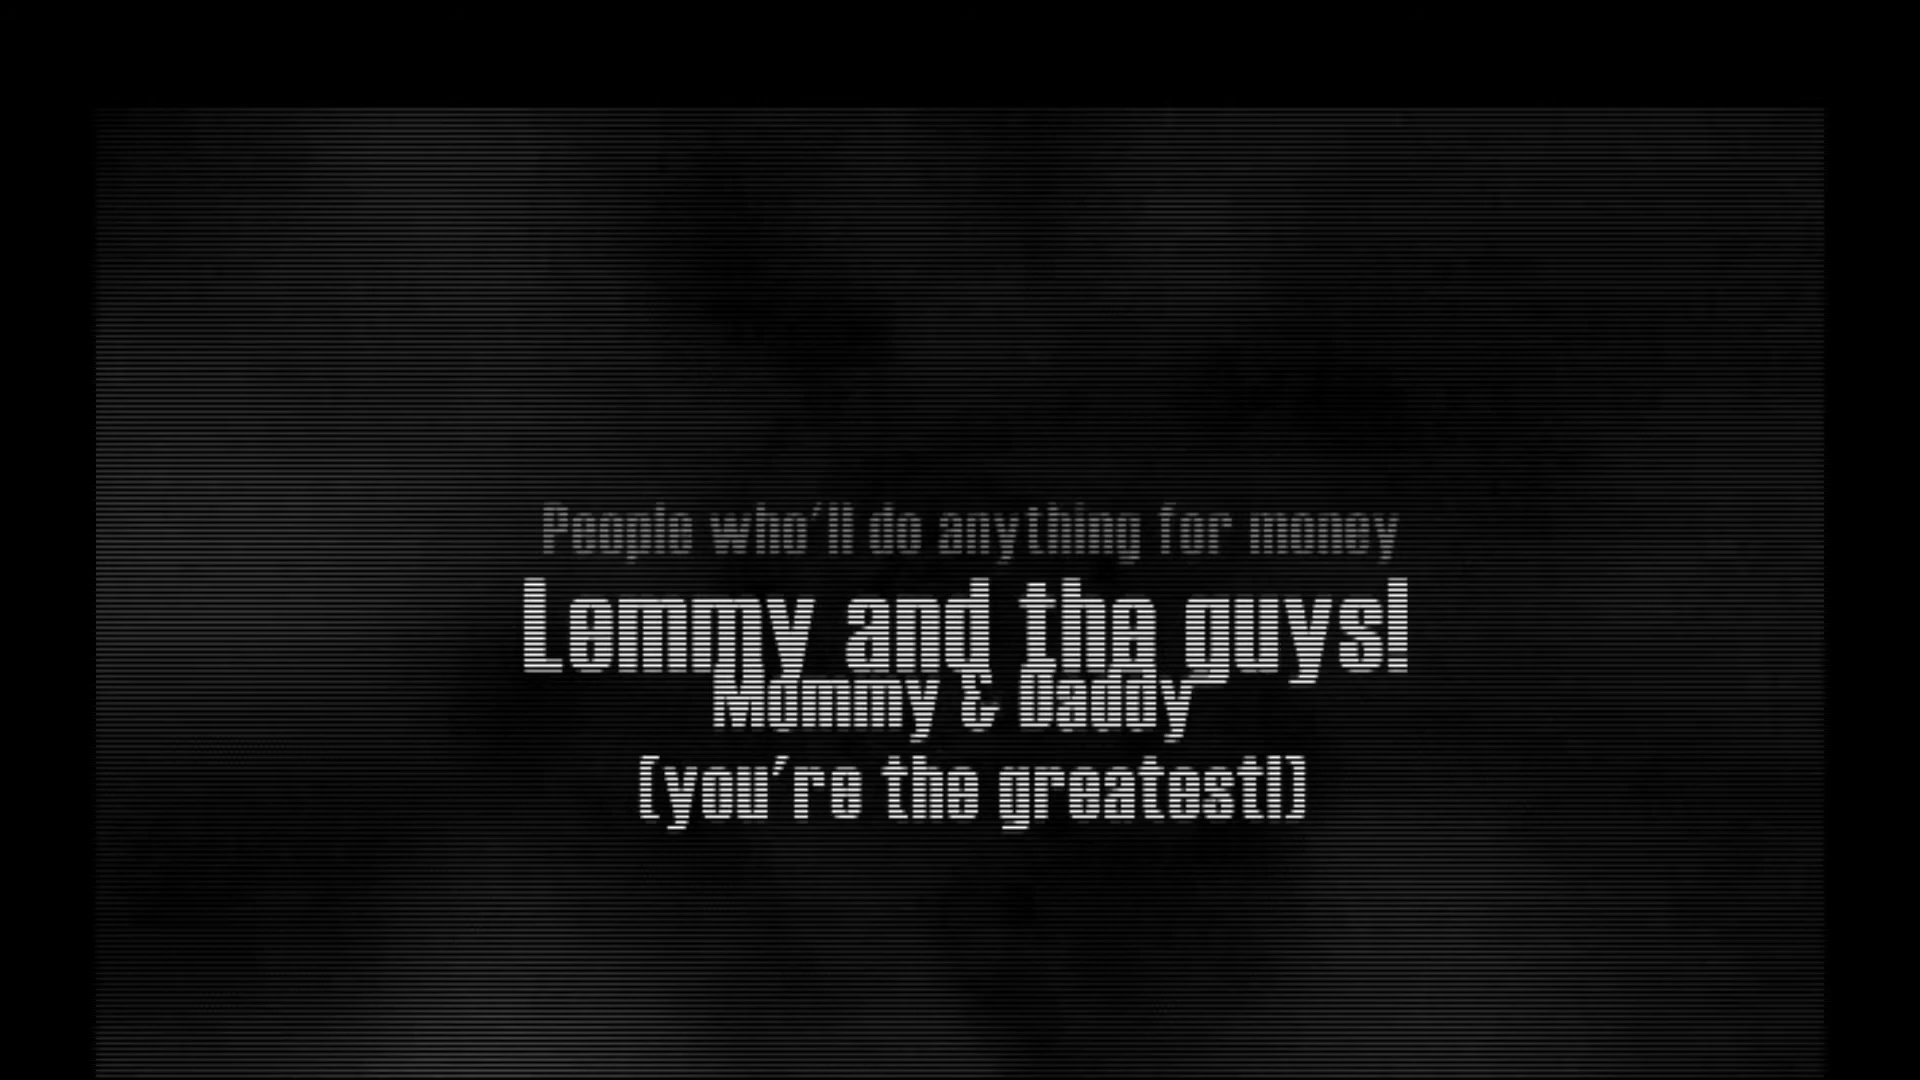 People who'll do anything for money
Lemmy and the guys!
Mommy & Daddy
(you're the greatest!)